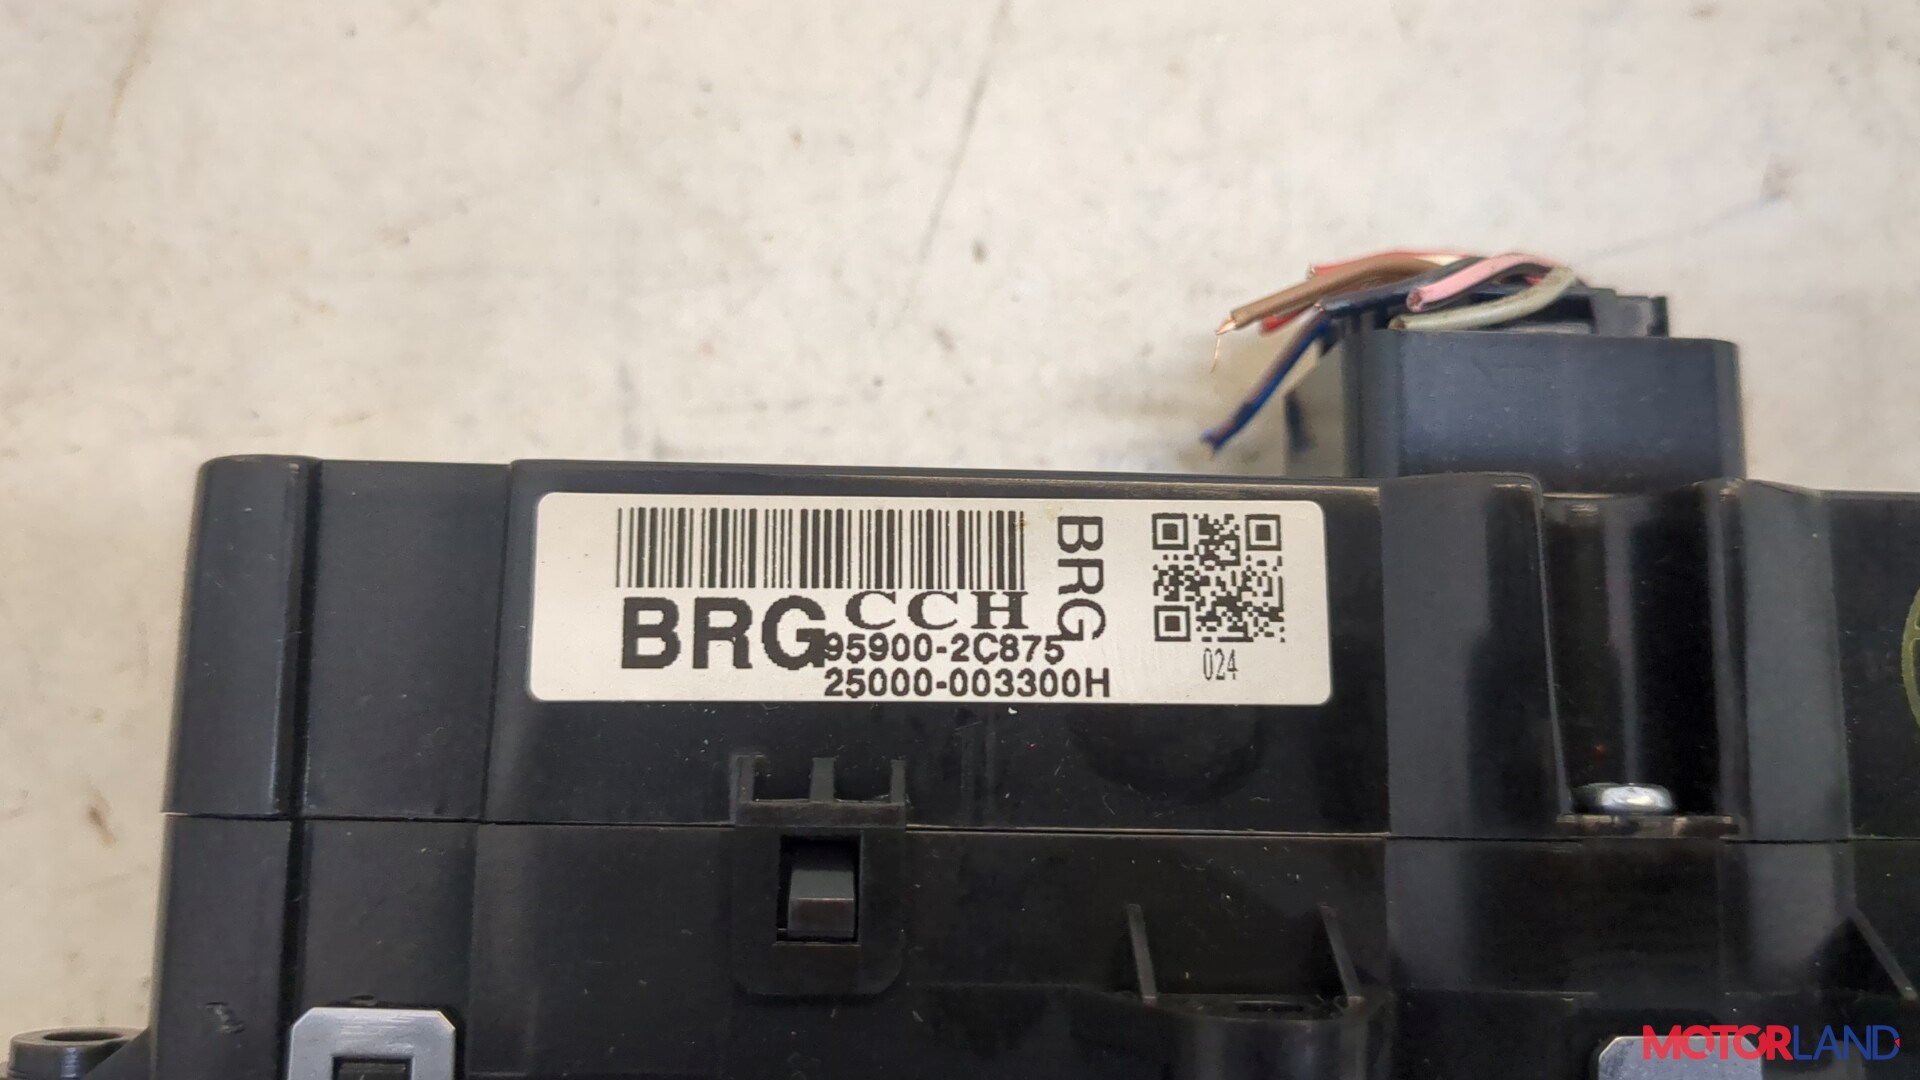 BRG
CCH
95900-2C875
25000-003300H
BRG
024
MOTORLAND